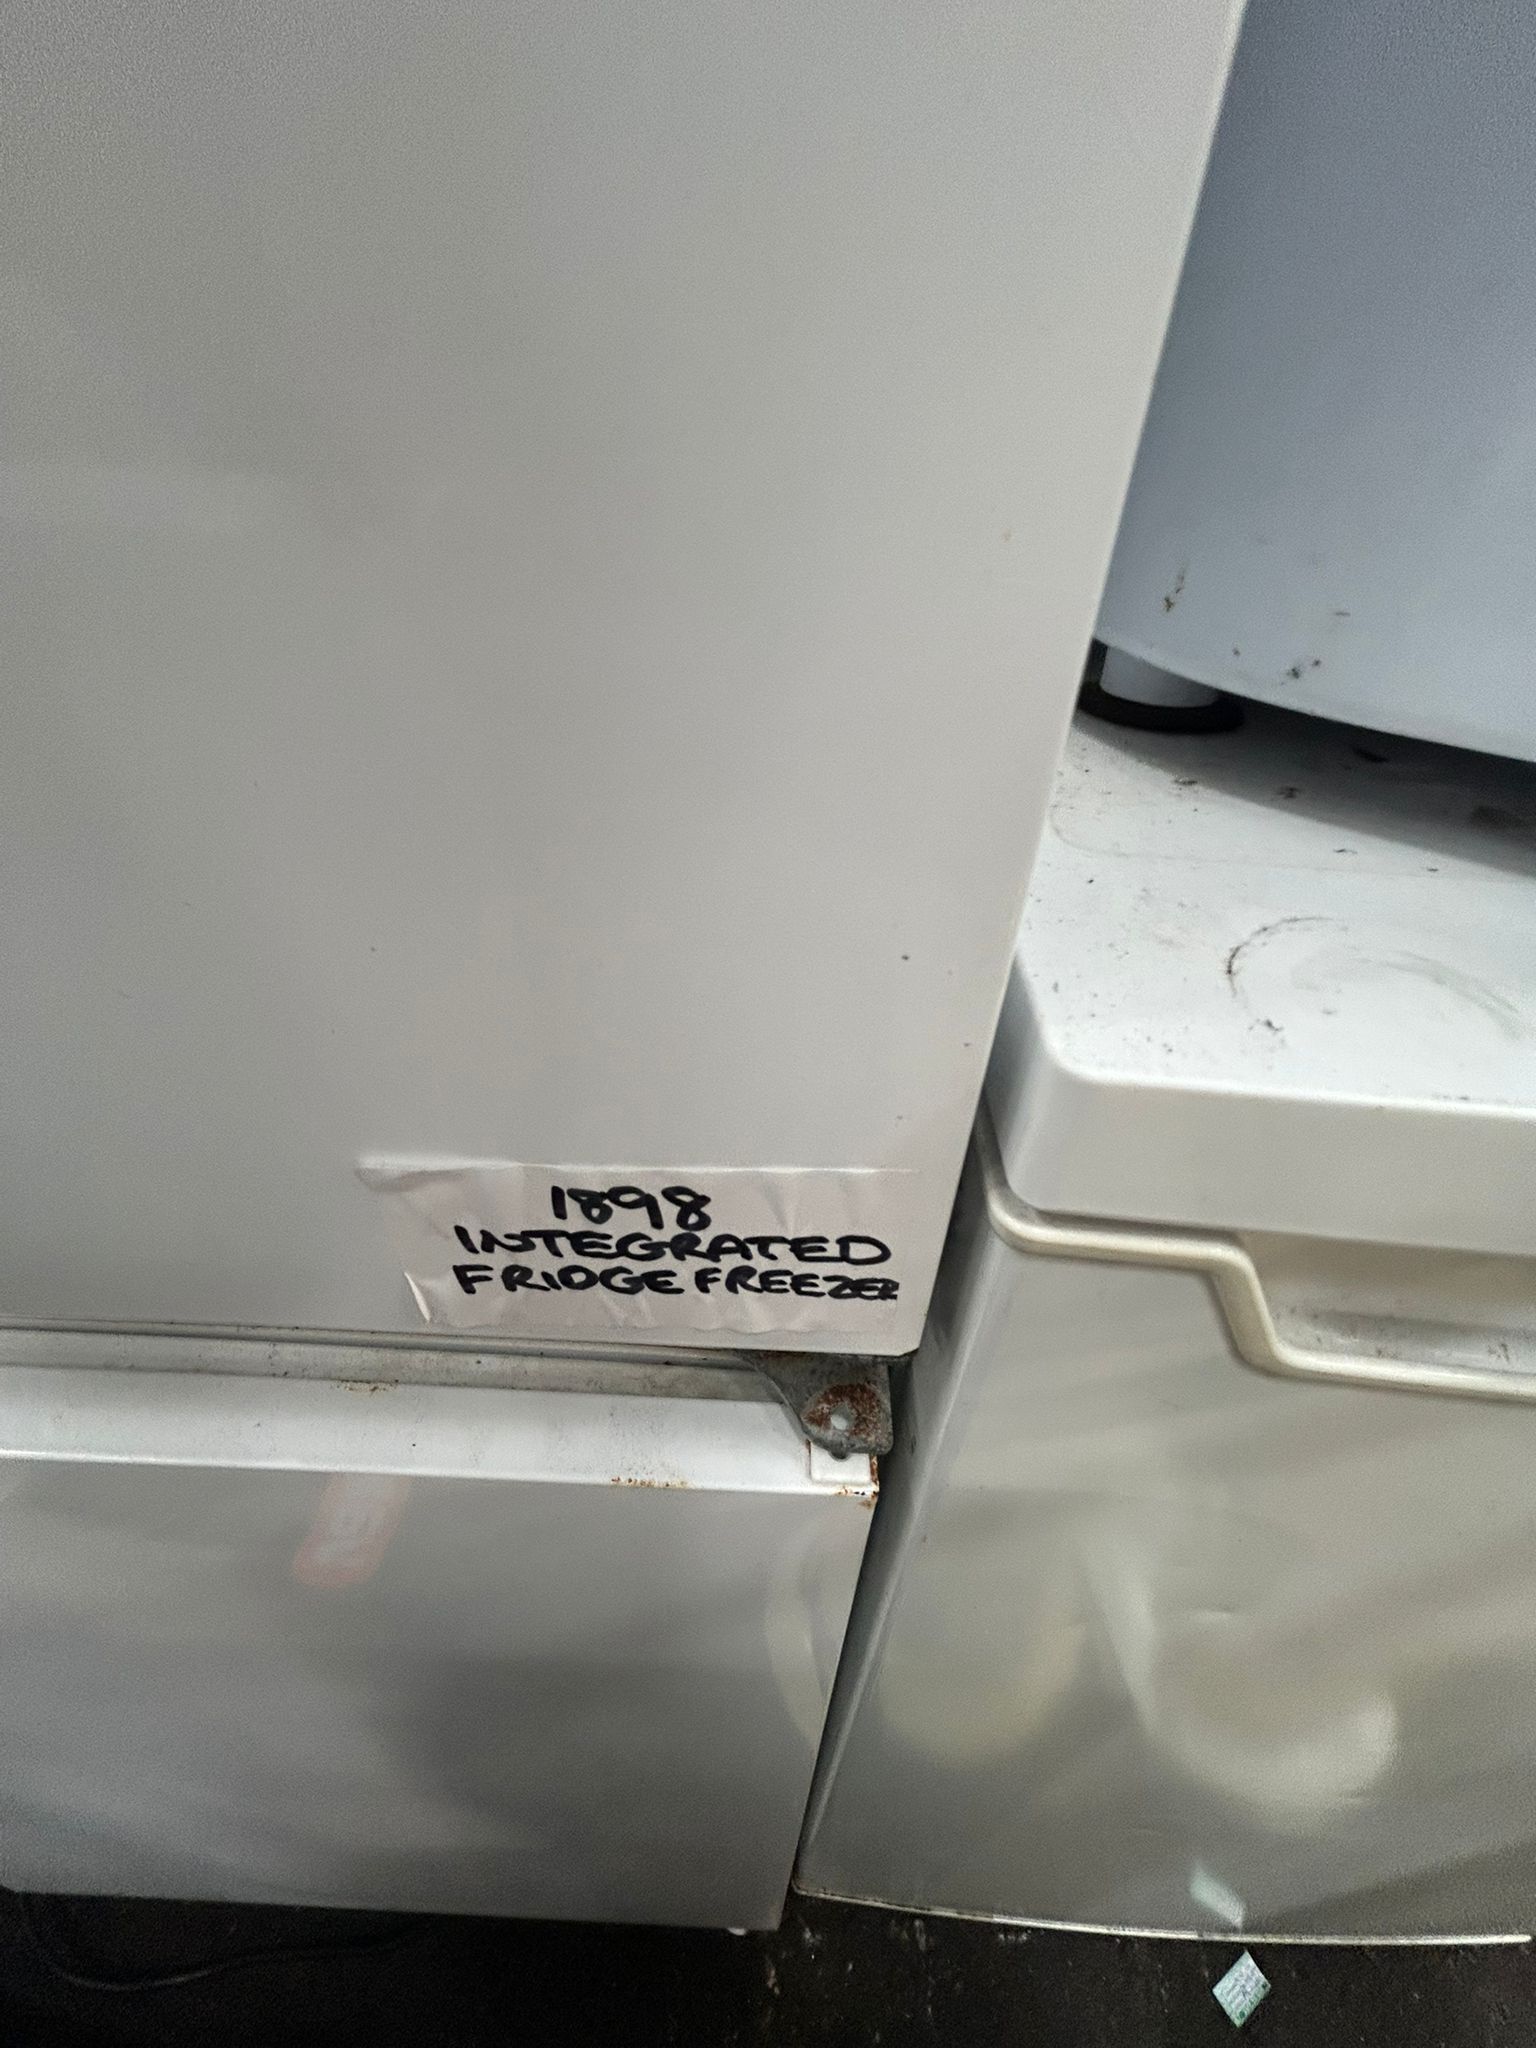 1898
INTEGRATED
FRIDGE FREEZER